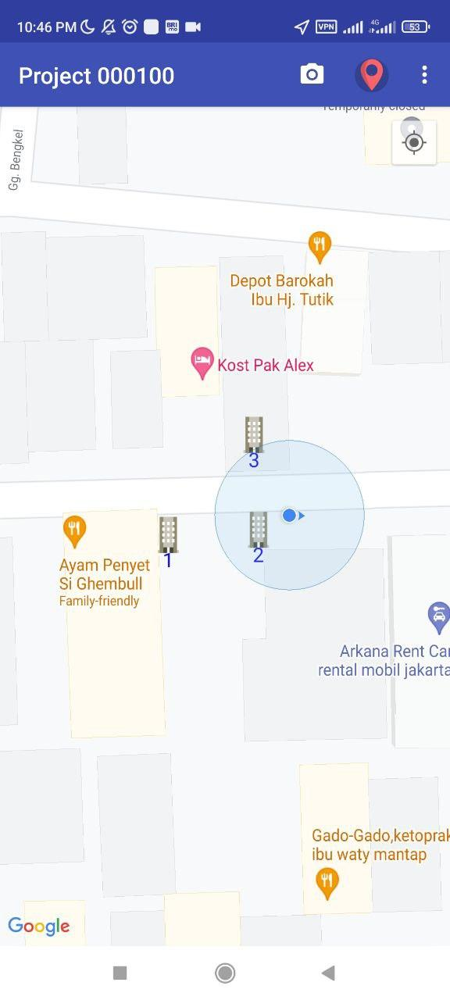 10:46 PM
BRI
mo
VPN
4G
53
Project 000100
Temporarily closed
Gg. Bengkel
Depot Barokah
Ibu Hj. Tutik
Kost Pak Alex
3
1
2
Ayam Penyet
Si Ghembull
Family-friendly
Arkana Rent Car
rental mobil jakarta
Gado-Gado,ketoprak
ibu waty mantap
Google